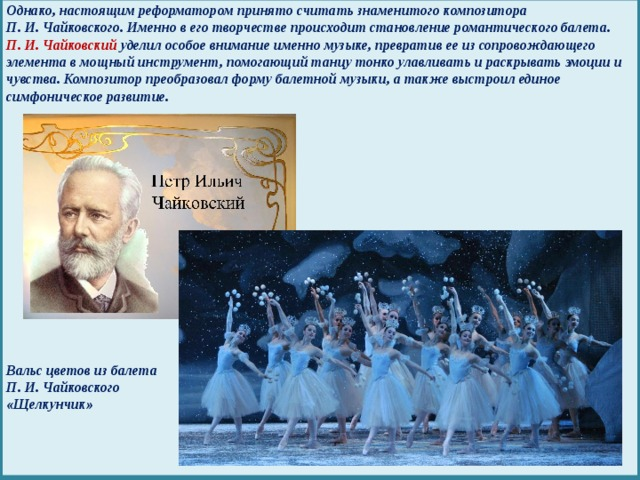 Однако, настоящим реформатором принято считать знаменитого композитора
П. И. Чайковского. Именно в его творчестве происходит становление романтического балета.
П. И. Чайковский уделил особое внимание именно музыке, превратив ее из сопровождающего
элемента в мощный инструмент, помогающий танцу тонко улавливать и раскрывать эмоции и
чувства. Композитор преобразовал форму балетной музыки, а также выстроил единое
симфоническое развитие.
Петр Ильич
Чайковский
Вальс цветов из балета
П. И. Чайковского
«Щелкунчик»